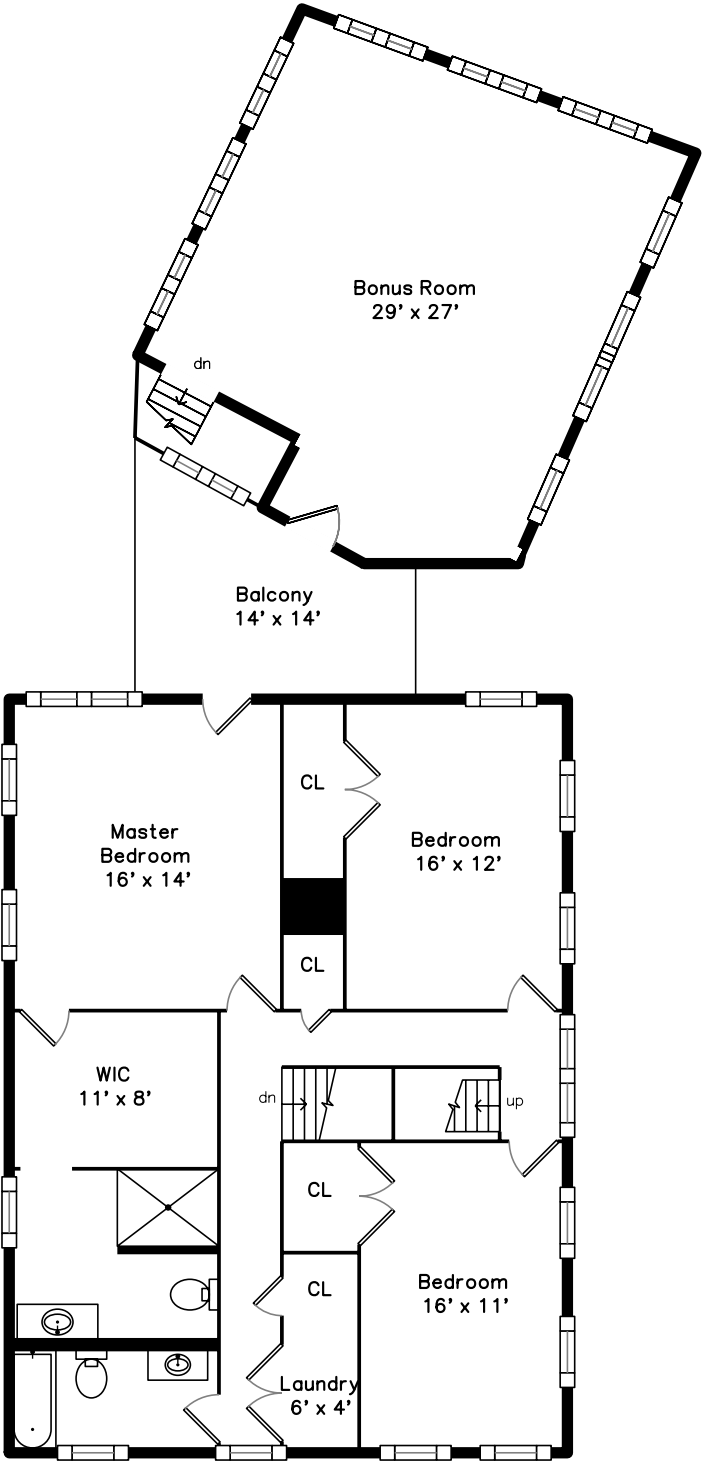 Bonus Room
29' x 27'
dn
Balcony
14' x 14'
CL
Master
Bedroom
16' x 14'
Bedroom
16' x 12'
CL
WIC
11' x 8'
dn
up
CL
Bedroom
16' x 11'
CL
Laundry
6' x 4'